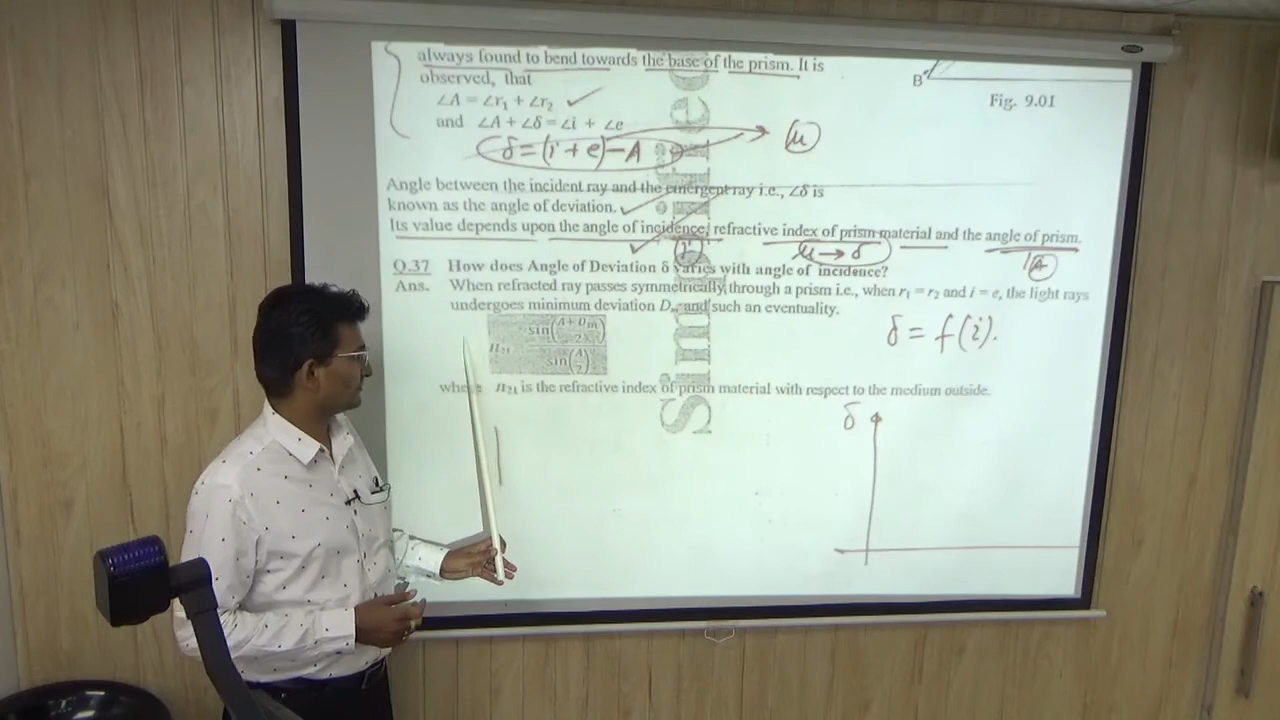 always found to bend towards the base of the prism. It is
observed, that
∠A = ∠r₁ + ∠r₂ ✓
and ∠A + ∠δ = ∠i + ∠e
δ = (i + e) − A → μ
B
Fig. 9.01
Angle between the incident ray and the emergent ray i.e., ∠δ is
known as the angle of deviation. ✓
Its value depends upon the angle of incidence, refractive index of prism material and the angle of prism.
i
μ → δ
A
Q.37 How does Angle of Deviation δ varies with angle of incidence?
Ans. When refracted ray passes symmetrically through a prism i.e., when r₁ = r₂ and i = e, the light rays
undergoes minimum deviation Dₘ and such an eventuality.
δ = f(i).
n₂₁ sin((A + Dₘ)/2)
sin(A/2)
where n₂₁ is the refractive index of prism material with respect to the medium outside.
δ